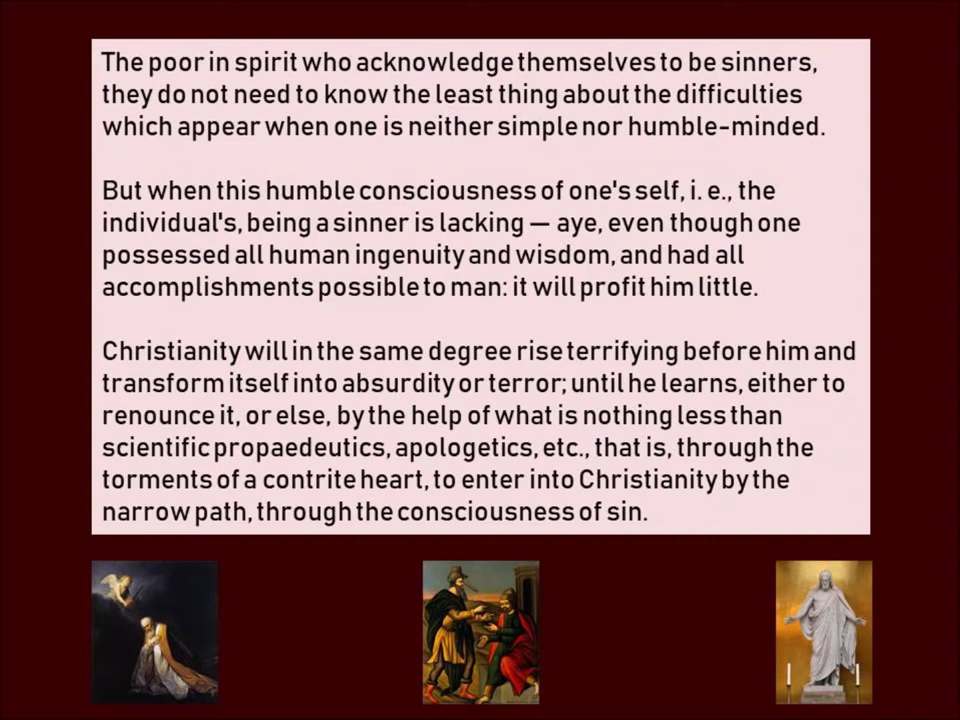 The poor in spirit who acknowledge themselves to be sinners,
they do not need to know the least thing about the difficulties
which appear when one is neither simple nor humble-minded.
But when this humble consciousness of one's self, i. e., the
individual's, being a sinner is lacking — aye, even though one
possessed all human ingenuity and wisdom, and had all
accomplishments possible to man: it will profit him little.
Christianity will in the same degree rise terrifying before him and
transform itself into absurdity or terror; until he learns, either to
renounce it, or else, by the help of what is nothing less than
scientific propaedeutics, apologetics, etc., that is, through the
torments of a contrite heart, to enter into Christianity by the
narrow path, through the consciousness of sin.